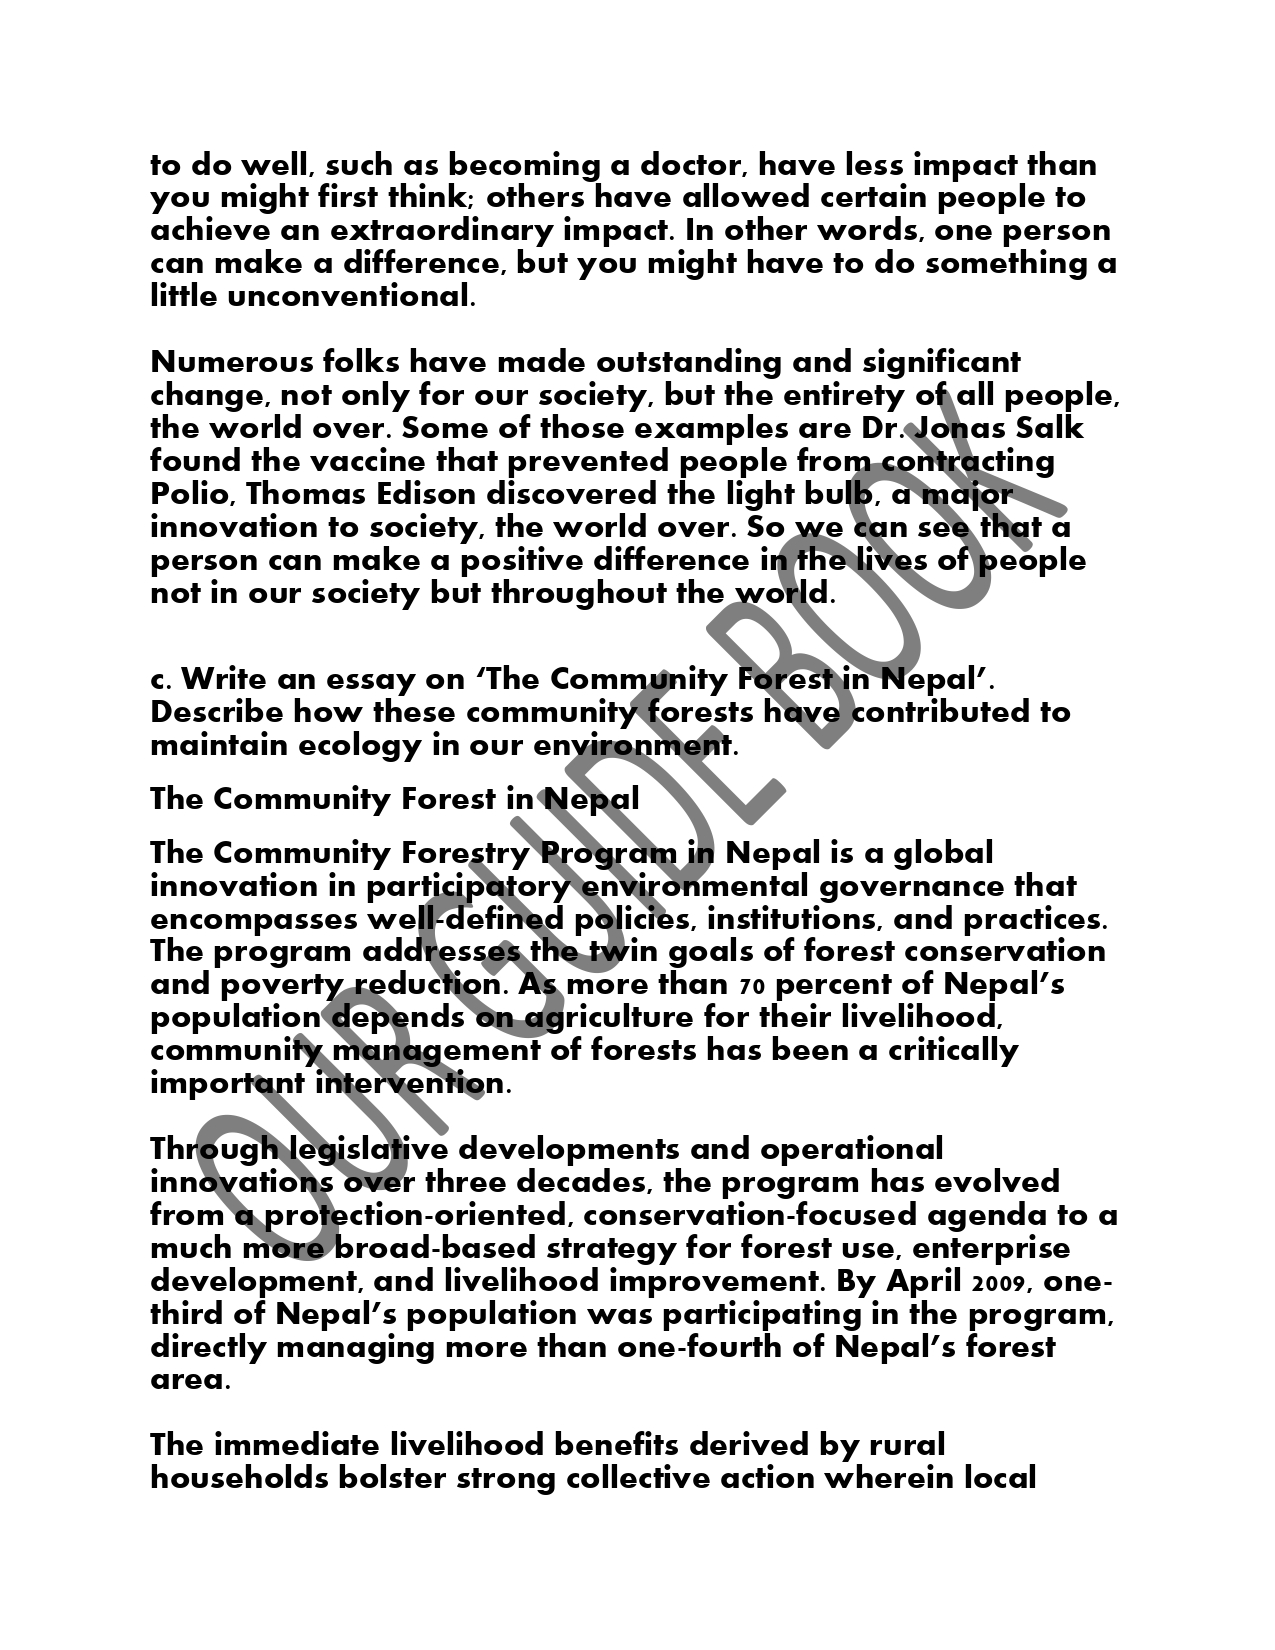 to do well, such as becoming a doctor, have less impact than
you might first think; others have allowed certain people to
achieve an extraordinary impact. In other words, one person
can make a difference, but you might have to do something a
little unconventional.
Numerous folks have made outstanding and significant
change, not only for our society, but the entirety of all people,
the world over. Some of those examples are Dr. Jonas Salk
found the vaccine that prevented people from contracting
Polio, Thomas Edison discovered the light bulb, a major
innovation to society, the world over. So we can see that a
person can make a positive difference in the lives of people
not in our society but throughout the world.
c. Write an essay on ‘The Community Forest in Nepal’.
Describe how these community forests have contributed to
maintain ecology in our environment.
The Community Forest in Nepal
The Community Forestry Program in Nepal is a global
innovation in participatory environmental governance that
encompasses well-defined policies, institutions, and practices.
The program addresses the twin goals of forest conservation
and poverty reduction. As more than 70 percent of Nepal’s
population depends on agriculture for their livelihood,
community management of forests has been a critically
important intervention.
Through legislative developments and operational
innovations over three decades, the program has evolved
from a protection-oriented, conservation-focused agenda to a
much more broad-based strategy for forest use, enterprise
development, and livelihood improvement. By April 2009, one-
third of Nepal’s population was participating in the program,
directly managing more than one-fourth of Nepal’s forest
area.
The immediate livelihood benefits derived by rural
households bolster strong collective action wherein local
OUR GUIDE BOOK